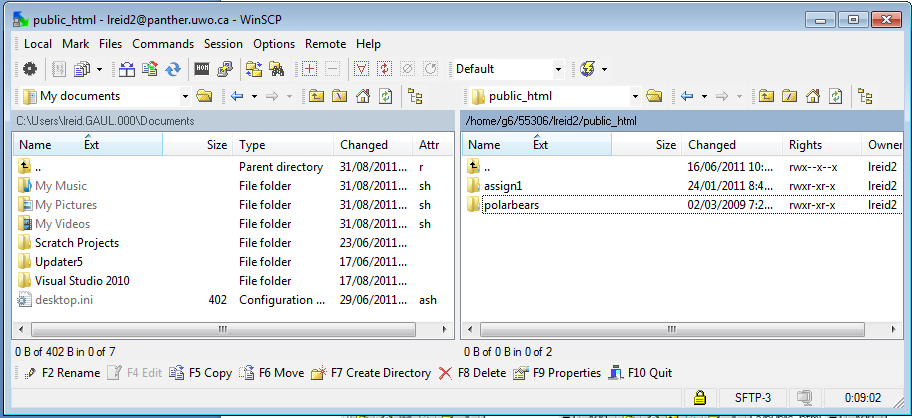 public_html - lreid2@panther.uwo.ca - WinSCP
Local Mark Files Commands Session Options Remote Help
Default
My documents public_html
C:\Users\lreid.GAUL.000\Documents /home/g6/55306/lreid2/public_html
Name Ext Size Type Changed Attr Name Ext Size Changed Rights Owner
.. Parent directory 31/08/2011... r .. 16/06/2011 10:... rwx--x--x lreid2
My Music File folder 31/08/2011... sh assign1 24/01/2011 8:4... rwxr-xr-x lreid2
My Pictures File folder 31/08/2011... sh polarbears 02/03/2009 7:2... rwxr-xr-x lreid2
My Videos File folder 31/08/2011... sh
Scratch Projects File folder 23/06/2011...
Updater5 File folder 17/06/2011...
Visual Studio 2010 File folder 17/08/2011...
desktop.ini 402 Configuration ... 29/06/2011... ash
0 B of 402 B in 0 of 7 0 B of 0 B in 0 of 2
F2 Rename F4 Edit F5 Copy F6 Move F7 Create Directory F8 Delete F9 Properties F10 Quit
SFTP-3 0:09:02